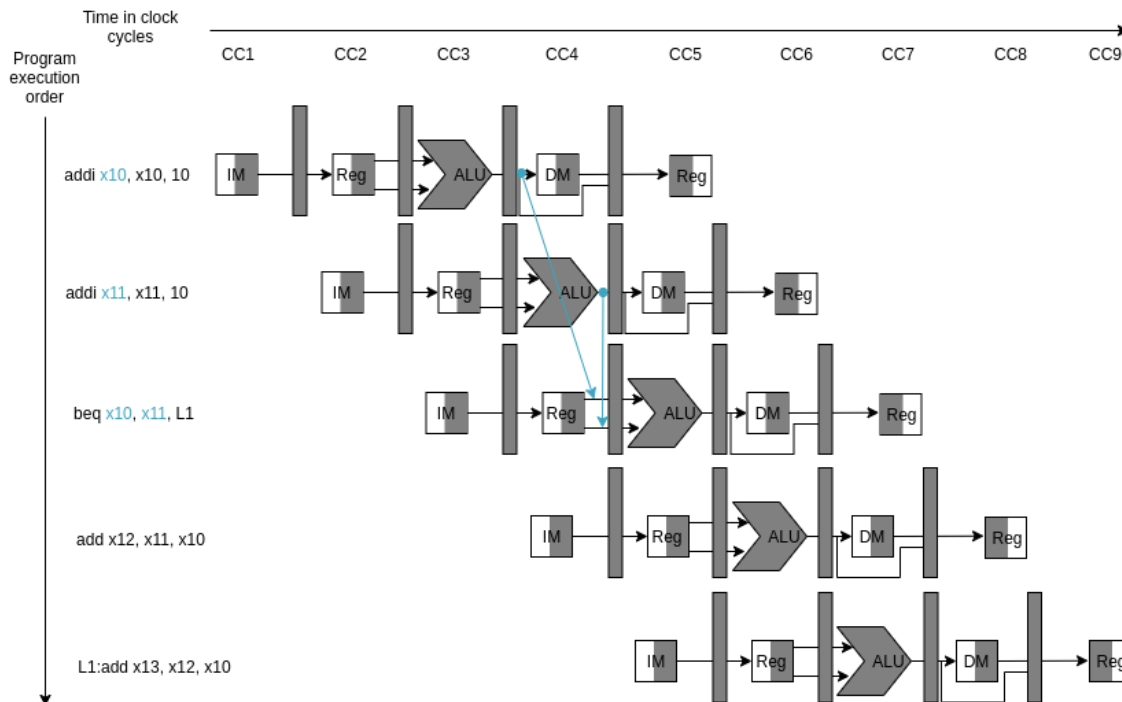 Time in clock
cycles
CC1 CC2 CC3 CC4 CC5 CC6 CC7 CC8 CC9
Program
execution
order
addi x10, x10, 10 IM Reg ALU DM Reg
addi x11, x11, 10 IM Reg ALU DM Reg
beq x10, x11, L1 IM Reg ALU DM Reg
add x12, x11, x10 IM Reg ALU DM Reg
L1:add x13, x12, x10 IM Reg ALU DM Reg